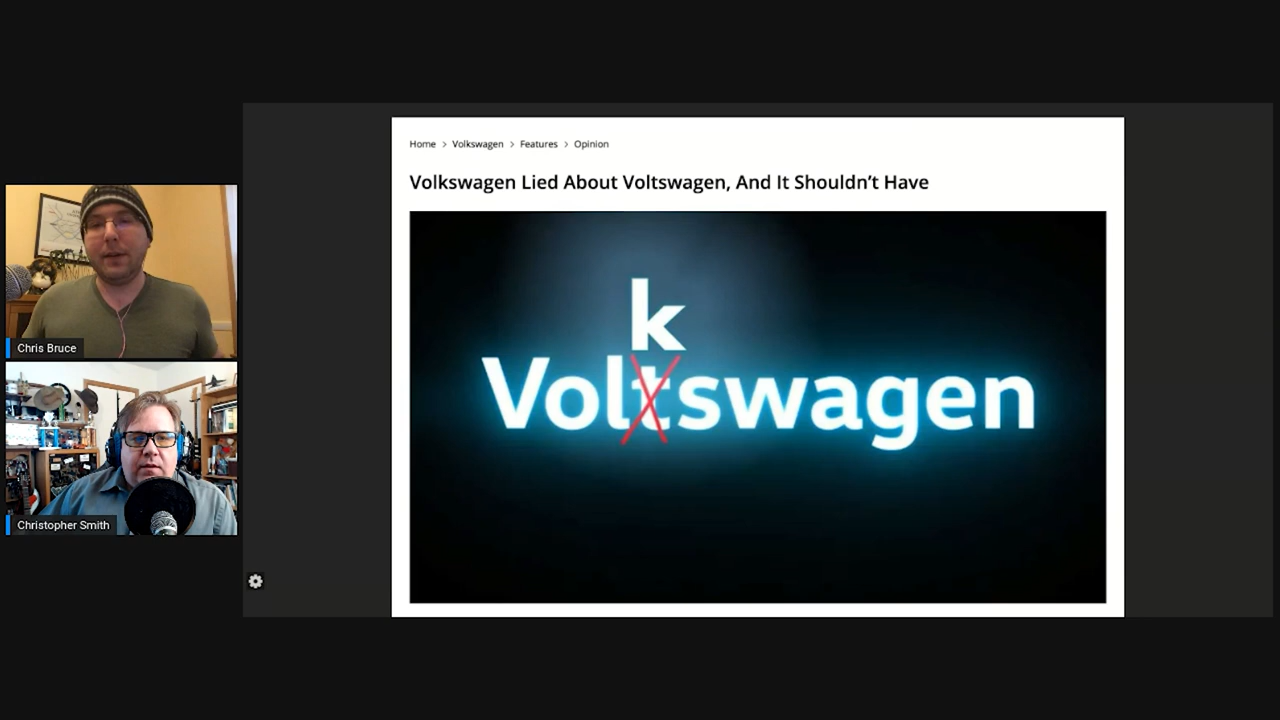 Home > Volkswagen > Features > Opinion
Volkswagen Lied About Voltswagen, And It Shouldn't Have
k
Voltswagen
Chris Bruce
Christopher Smith